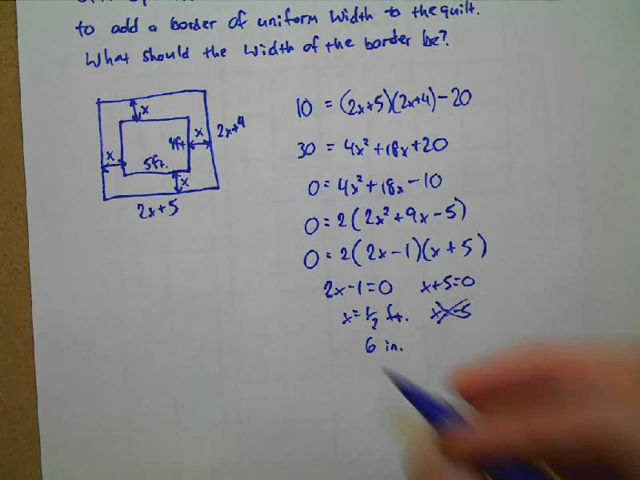 to add a border of uniform width to the quilt.
What should the width of the border be?
x
x
2x+4
4ft.
x
5ft.
x
2x+5
10 = (2x+5)(2x+4)-20
30 = 4x²+18x+20
0 = 4x²+18x-10
0 = 2(2x²+9x-5)
0 = 2(2x-1)(x+5)
2x-1=0 x+5=0
x=1/2 ft. x=-5
6 in.